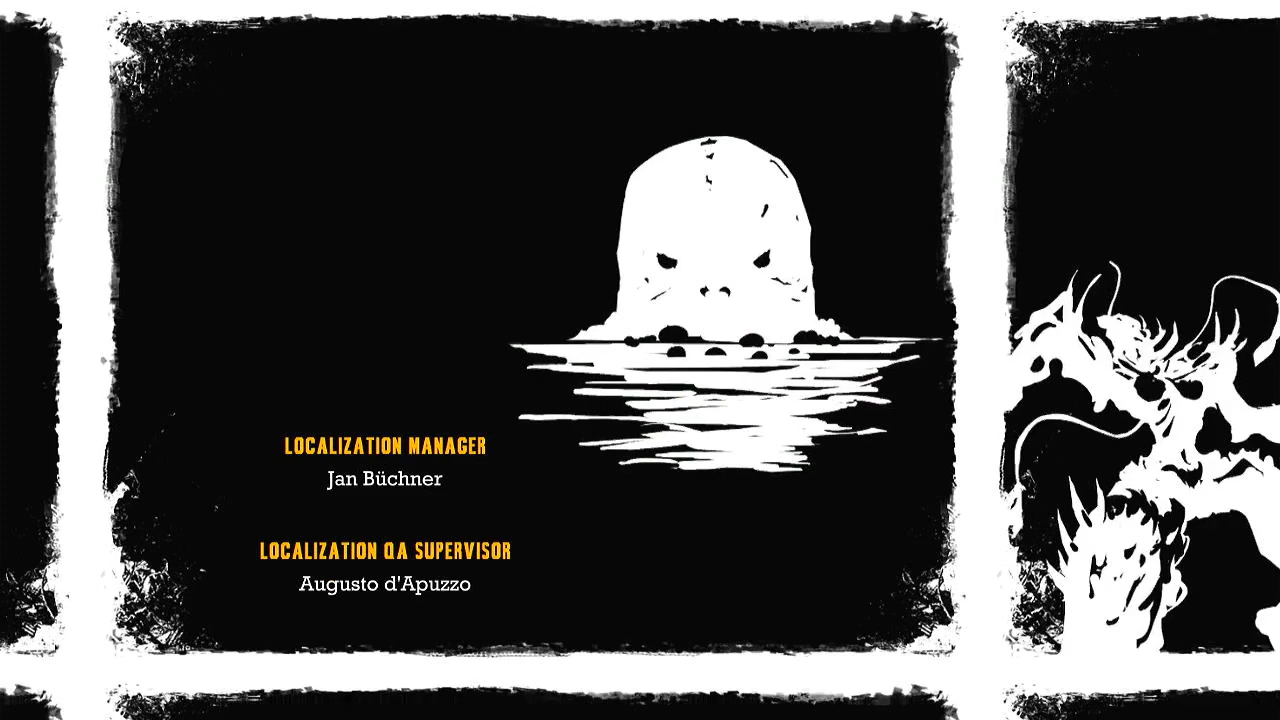 LOCALIZATION MANAGER
Jan Büchner
LOCALIZATION QA SUPERVISOR
Augusto d'Apuzzo